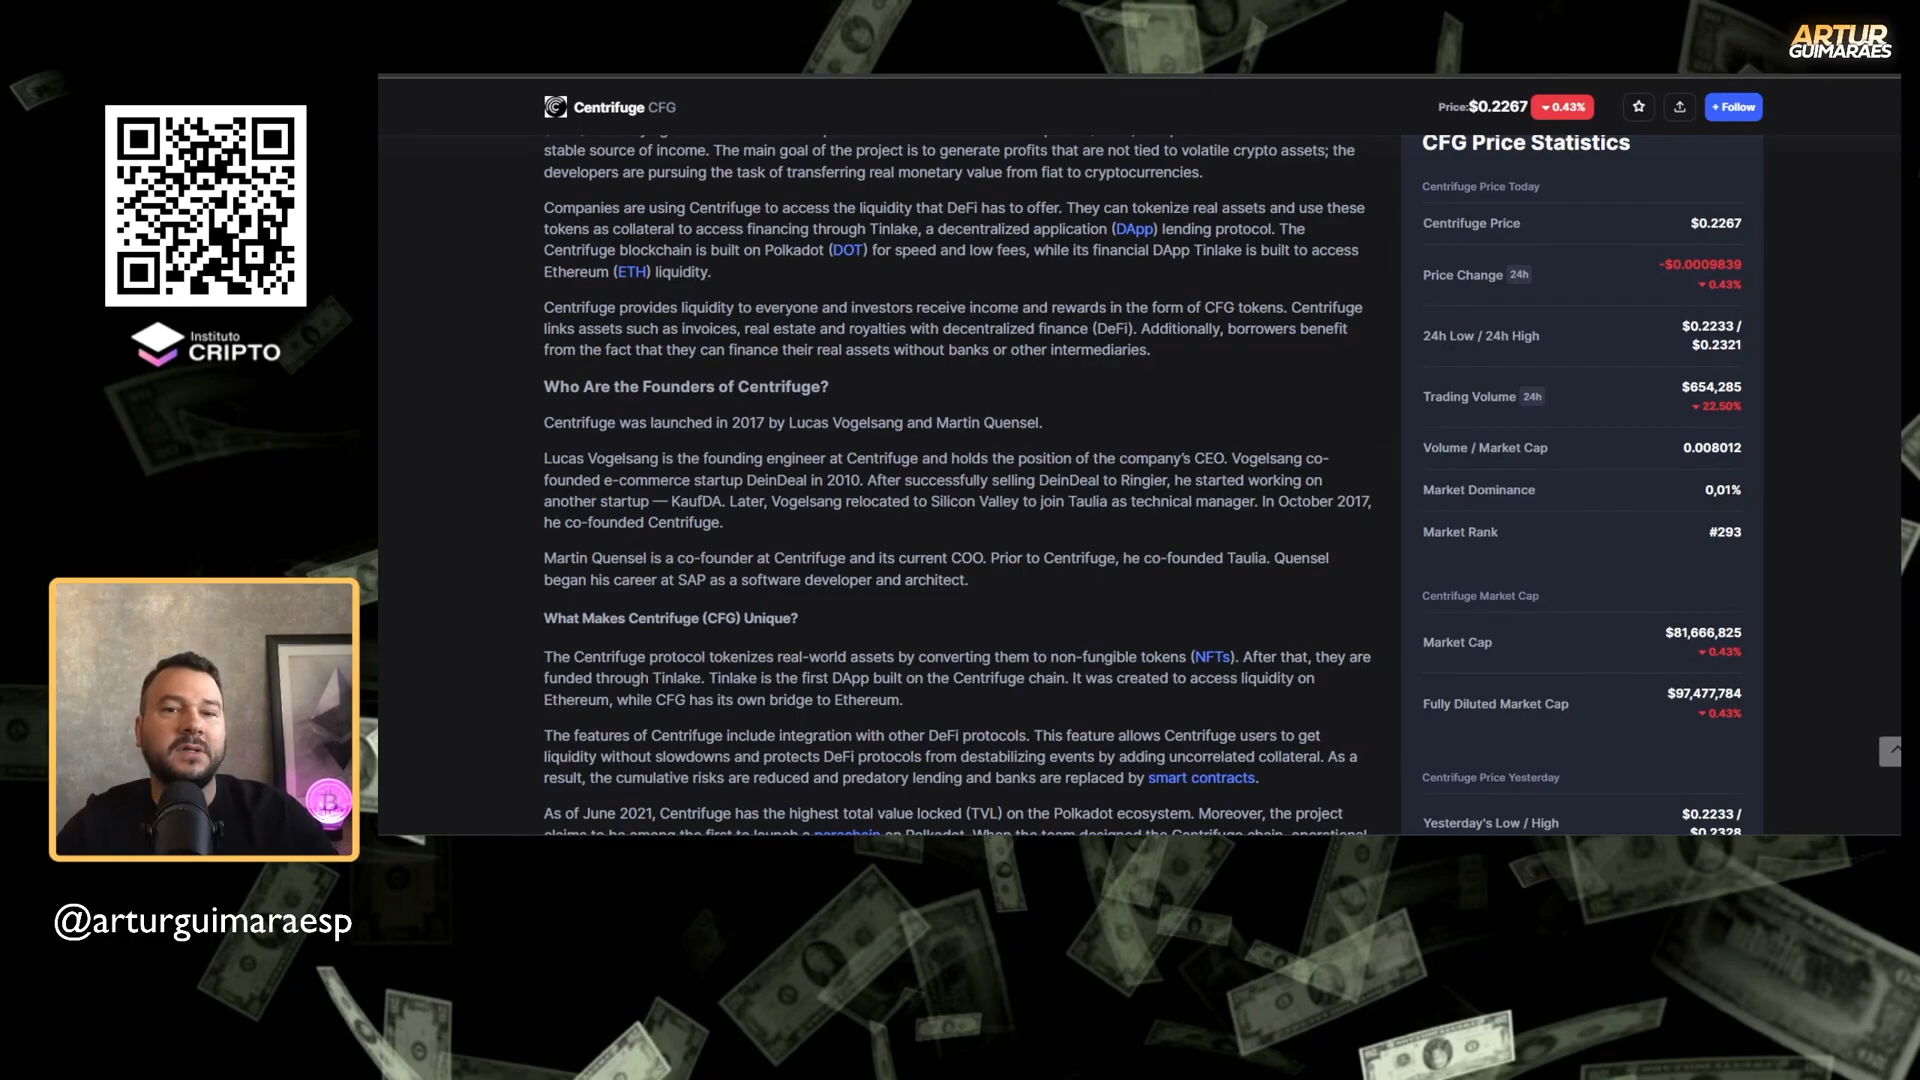 ARTUR
GUIMARAES
Instituto
CRIPTO
@arturguimaraesp
Centrifuge CFG
Price:$0.2267
0.43%
+ Follow
stable source of income. The main goal of the project is to generate profits that are not tied to volatile crypto assets; the
developers are pursuing the task of transferring real monetary value from fiat to cryptocurrencies.
Companies are using Centrifuge to access the liquidity that DeFi has to offer. They can tokenize real assets and use these
tokens as collateral to access financing through Tinlake, a decentralized application (DApp) lending protocol. The
Centrifuge blockchain is built on Polkadot (DOT) for speed and low fees, while its financial DApp Tinlake is built to access
Ethereum (ETH) liquidity.
Centrifuge provides liquidity to everyone and investors receive income and rewards in the form of CFG tokens. Centrifuge
links assets such as invoices, real estate and royalties with decentralized finance (DeFi). Additionally, borrowers benefit
from the fact that they can finance their real assets without banks or other intermediaries.
Who Are the Founders of Centrifuge?
Centrifuge was launched in 2017 by Lucas Vogelsang and Martin Quensel.
Lucas Vogelsang is the founding engineer at Centrifuge and holds the position of the company's CEO. Vogelsang co-
founded e-commerce startup DeinDeal in 2010. After successfully selling DeinDeal to Ringier, he started working on
another startup — KaufDA. Later, Vogelsang relocated to Silicon Valley to join Taulia as technical manager. In October 2017,
he co-founded Centrifuge.
Martin Quensel is a co-founder at Centrifuge and its current COO. Prior to Centrifuge, he co-founded Taulia. Quensel
began his career at SAP as a software developer and architect.
What Makes Centrifuge (CFG) Unique?
The Centrifuge protocol tokenizes real-world assets by converting them to non-fungible tokens (NFTs). After that, they are
funded through Tinlake. Tinlake is the first DApp built on the Centrifuge chain. It was created to access liquidity on
Ethereum, while CFG has its own bridge to Ethereum.
The features of Centrifuge include integration with other DeFi protocols. This feature allows Centrifuge users to get
liquidity without slowdowns and protects DeFi protocols from destabilizing events by adding uncorrelated collateral. As a
result, the cumulative risks are reduced and predatory lending and banks are replaced by smart contracts.
As of June 2021, Centrifuge has the highest total value locked (TVL) on the Polkadot ecosystem. Moreover, the project
claims to be among the first to launch a parachain on Polkadot. When the team designed the Centrifuge chain, operational
CFG Price Statistics
Centrifuge Price Today
Centrifuge Price
$0.2267
Price Change 24h
-$0.0009839
0.43%
24h Low / 24h High
$0.2233 /
$0.2321
Trading Volume 24h
$654,285
22.50%
Volume / Market Cap
0.008012
Market Dominance
0,01%
Market Rank
#293
Centrifuge Market Cap
Market Cap
$81,666,825
0.43%
Fully Diluted Market Cap
$97,477,784
0.43%
Centrifuge Price Yesterday
Yesterday's Low / High
$0.2233 /
$0.2328